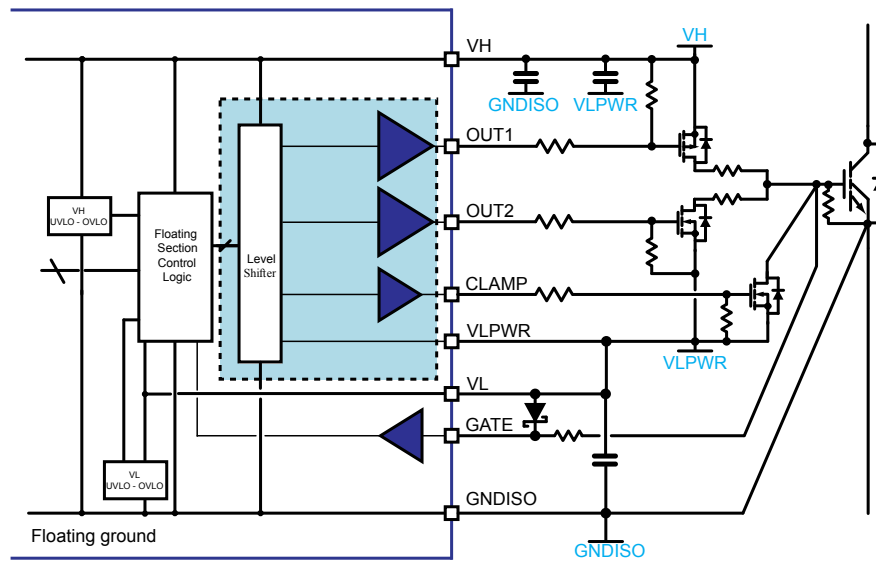 VH
VH
GNDISO
VLPWR
OUT1
VH
UVLO - OVLO
Floating
Section
Control
Logic
Level
Shifter
OUT2
CLAMP
VLPWR
VLPWR
VL
GATE
VL
UVLO - OVLO
GNDISO
Floating ground
GNDISO